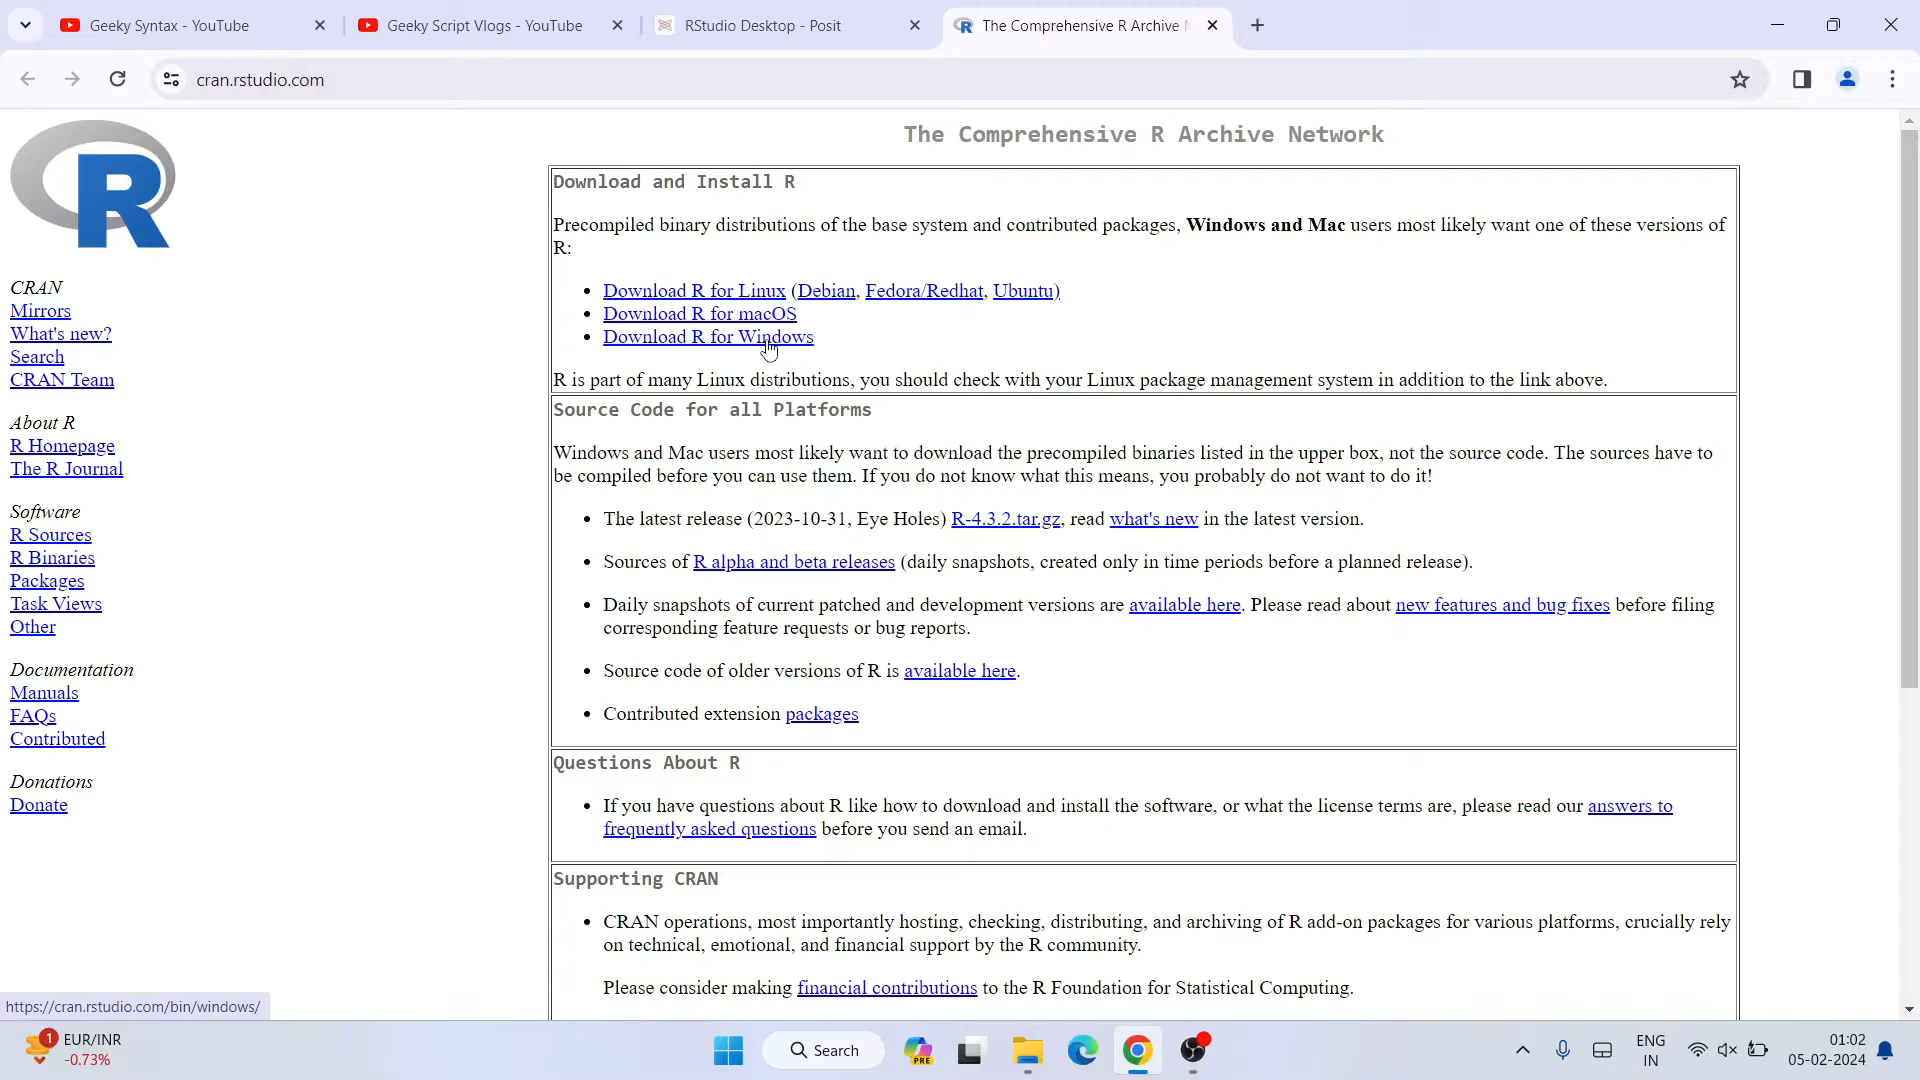 Geeky Syntax - YouTube
Geeky Script Vlogs - YouTube
RStudio Desktop - Posit
The Comprehensive R Archive
cran.rstudio.com
R
CRAN
Mirrors
What's new?
Search
CRAN Team
About R
R Homepage
The R Journal
Software
R Sources
R Binaries
Packages
Task Views
Other
Documentation
Manuals
FAQs
Contributed
Donations
Donate
The Comprehensive R Archive Network
Download and Install R
Precompiled binary distributions of the base system and contributed packages, Windows and Mac users most likely want one of these versions of
R:
• Download R for Linux (Debian, Fedora/Redhat, Ubuntu)
• Download R for macOS
• Download R for Windows
R is part of many Linux distributions, you should check with your Linux package management system in addition to the link above.
Source Code for all Platforms
Windows and Mac users most likely want to download the precompiled binaries listed in the upper box, not the source code. The sources have to
be compiled before you can use them. If you do not know what this means, you probably do not want to do it!
• The latest release (2023-10-31, Eye Holes) R-4.3.2.tar.gz, read what's new in the latest version.
• Sources of R alpha and beta releases (daily snapshots, created only in time periods before a planned release).
• Daily snapshots of current patched and development versions are available here. Please read about new features and bug fixes before filing
corresponding feature requests or bug reports.
• Source code of older versions of R is available here.
• Contributed extension packages
Questions About R
• If you have questions about R like how to download and install the software, or what the license terms are, please read our answers to
frequently asked questions before you send an email.
Supporting CRAN
• CRAN operations, most importantly hosting, checking, distributing, and archiving of R add-on packages for various platforms, crucially rely
on technical, emotional, and financial support by the R community.
Please consider making financial contributions to the R Foundation for Statistical Computing.
https://cran.rstudio.com/bin/windows/
1
EUR/INR
-0.73%
Search
PRE
ENG
IN
01:02
05-02-2024